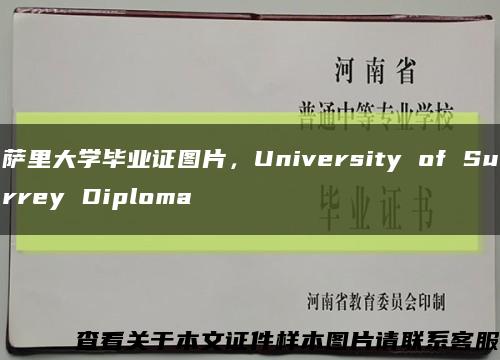 河南省
普通中等专业学校
萨里大学毕业证图片，University of Su
rrey Diploma
毕业证书
河南省教育委员会印制
查看关于本文证件样本图片请联系客服